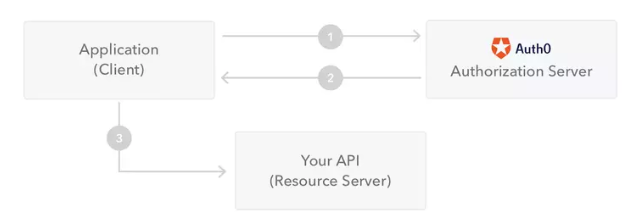 Application
(Client)
1
2
Auth0
Authorization Server
3
Your API
(Resource Server)